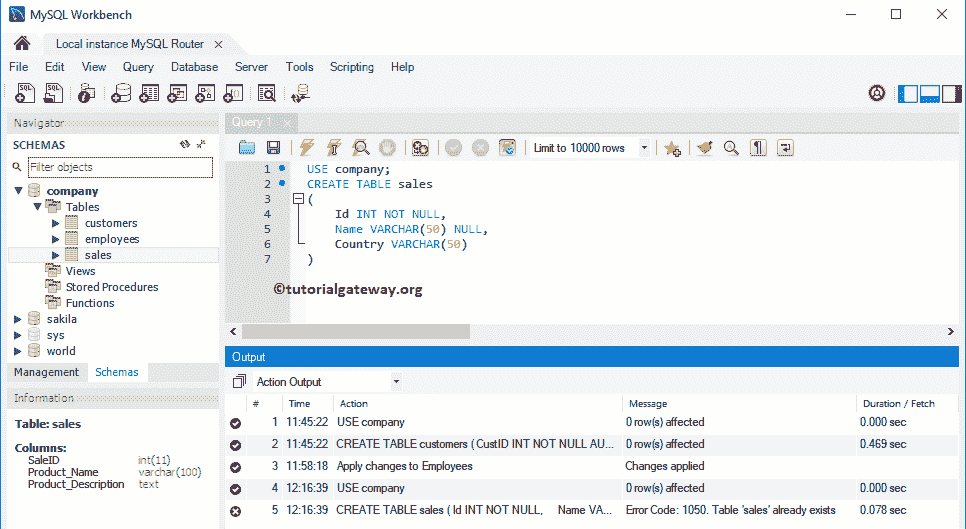 MySQL Workbench
Local instance MySQL Router
File Edit View Query Database Server Tools Scripting Help
Navigator
SCHEMAS
Filter objects
company
Tables
customers
employees
sales
Views
Stored Procedures
Functions
sakila
sys
world
Management Schemas
Information
Table: sales
Columns:
SaleID int(11)
Product_Name varchar(100)
Product_Description text
Query 1
Limit to 10000 rows
1 USE company;
2 CREATE TABLE sales
3 (
4 Id INT NOT NULL,
5 Name VARCHAR(50) NULL,
6 Country VARCHAR(50)
7 )
©tutorialgateway.org
Output
Action Output
# Time Action Message Duration / Fetch
1 11:45:22 USE company 0 row(s) affected 0.000 sec
2 11:45:22 CREATE TABLE customers ( CustID INT NOT NULL AU... 0 row(s) affected 0.469 sec
3 11:58:18 Apply changes to Employees Changes applied
4 12:16:39 USE company 0 row(s) affected 0.000 sec
5 12:16:39 CREATE TABLE sales ( Id INT NOT NULL, Name VA... Error Code: 1050. Table 'sales' already exists 0.078 sec